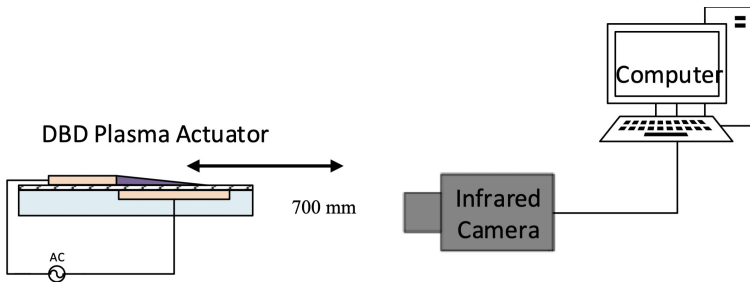 Computer
DBD Plasma Actuator
700 mm
Infrared
Camera
AC